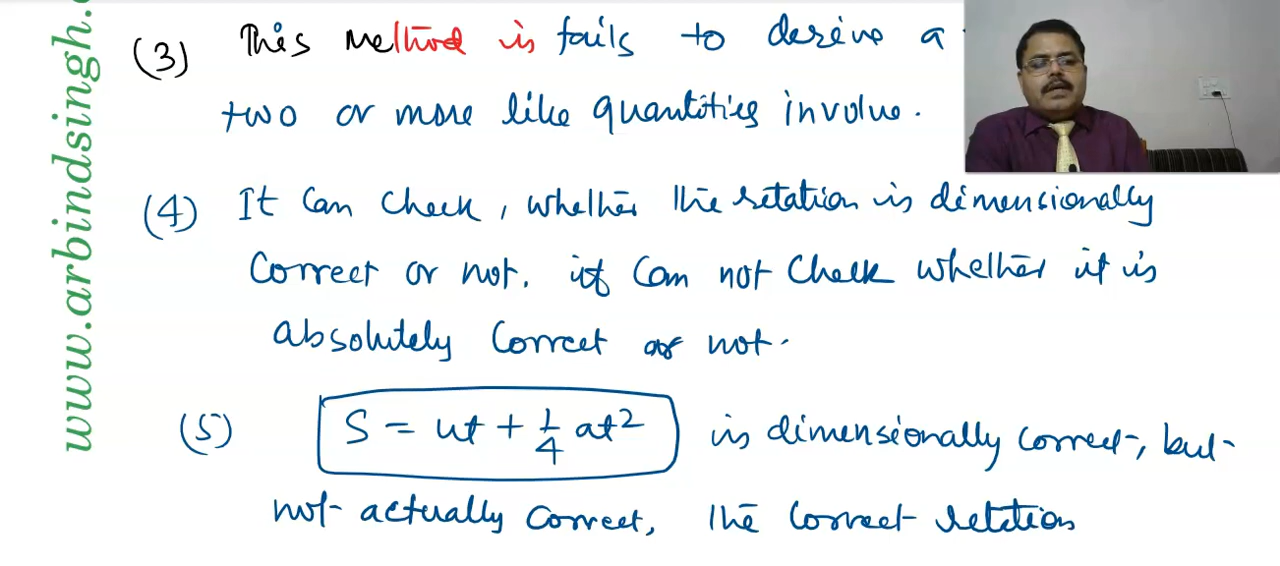 www.arbindsingh.c
(3) This method is fails to derive a
two or more like quantities involve.
(4) It can check, whether the relation is dimensionally
correct or not. it can not check whether it is
absolutely correct or not.
(5) S = ut + 1/4 at² is dimensionally correct, but
not actually correct, the correct relation